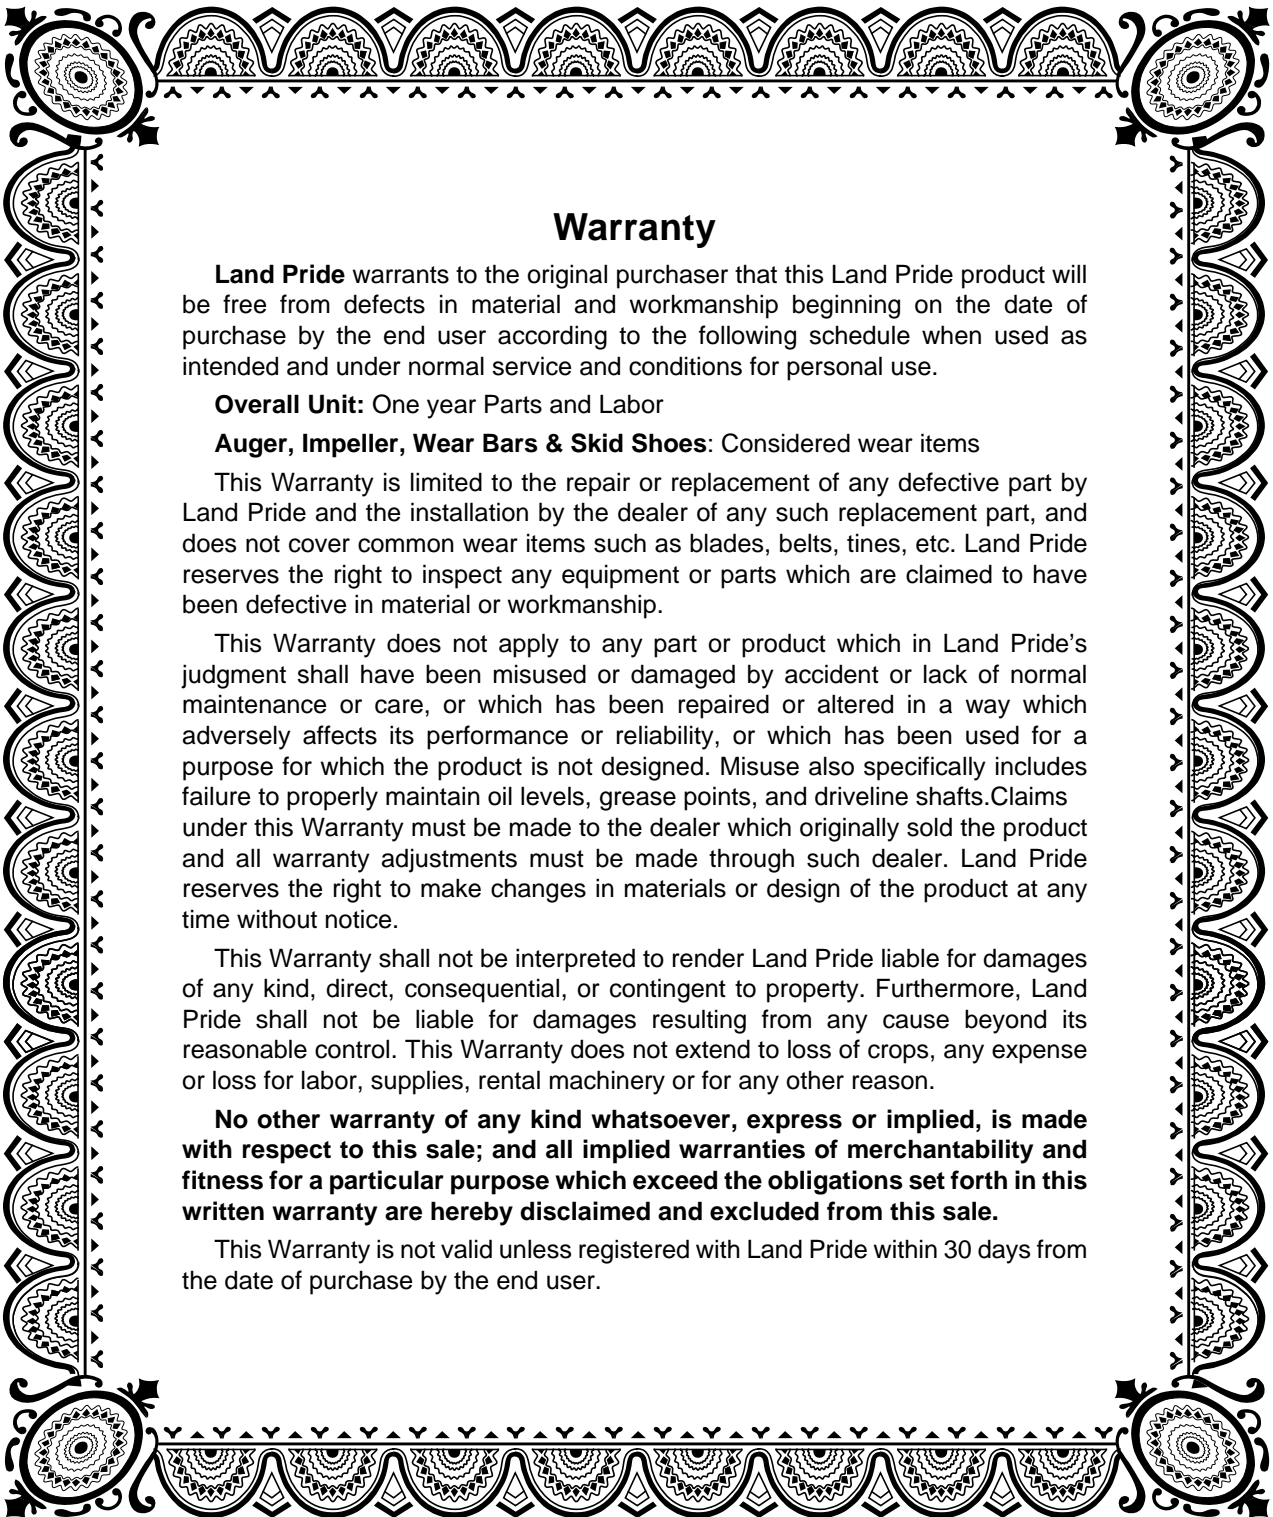 Warranty
Land Pride warrants to the original purchaser that this Land Pride product will
be free from defects in material and workmanship beginning on the date of
purchase by the end user according to the following schedule when used as
intended and under normal service and conditions for personal use.
Overall Unit: One year Parts and Labor
Auger, Impeller, Wear Bars & Skid Shoes: Considered wear items
This Warranty is limited to the repair or replacement of any defective part by
Land Pride and the installation by the dealer of any such replacement part, and
does not cover common wear items such as blades, belts, tines, etc. Land Pride
reserves the right to inspect any equipment or parts which are claimed to have
been defective in material or workmanship.
This Warranty does not apply to any part or product which in Land Pride’s
judgment shall have been misused or damaged by accident or lack of normal
maintenance or care, or which has been repaired or altered in a way which
adversely affects its performance or reliability, or which has been used for a
purpose for which the product is not designed. Misuse also specifically includes
failure to properly maintain oil levels, grease points, and driveline shafts.Claims
under this Warranty must be made to the dealer which originally sold the product
and all warranty adjustments must be made through such dealer. Land Pride
reserves the right to make changes in materials or design of the product at any
time without notice.
This Warranty shall not be interpreted to render Land Pride liable for damages
of any kind, direct, consequential, or contingent to property. Furthermore, Land
Pride shall not be liable for damages resulting from any cause beyond its
reasonable control. This Warranty does not extend to loss of crops, any expense
or loss for labor, supplies, rental machinery or for any other reason.
No other warranty of any kind whatsoever, express or implied, is made
with respect to this sale; and all implied warranties of merchantability and
fitness for a particular purpose which exceed the obligations set forth in this
written warranty are hereby disclaimed and excluded from this sale.
This Warranty is not valid unless registered with Land Pride within 30 days from
the date of purchase by the end user.